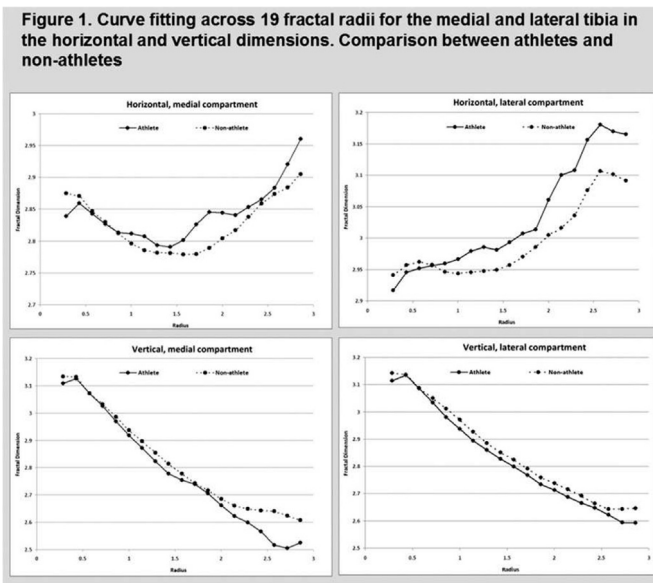 Figure 1. Curve fitting across 19 fractal radii for the medial and lateral tibia in
the horizontal and vertical dimensions. Comparison between athletes and
non-athletes
Horizontal, medial compartment
Athlete
Non-athlete
3
2.95
2.9
2.85
2.8
2.75
2.7
Fractal Dimension
0
0.5
1
1.5
2
2.5
3
Radius
Horizontal, lateral compartment
Athlete
Non-athlete
3.2
3.15
3.1
3.05
3
2.95
2.9
Fractal Dimension
0
0.5
1
1.5
2
2.5
3
Radius
Vertical, medial compartment
Athlete
Non-athlete
3.2
3.1
3
2.9
2.8
2.7
2.6
2.5
Fractal Dimension
0
0.5
1
1.5
2
2.5
3
Radius
Vertical, lateral compartment
Athlete
Non-athlete
3.2
3.1
3
2.9
2.8
2.7
2.6
2.5
Fractal Dimension
0
0.5
1
1.5
2
2.5
3
Radius